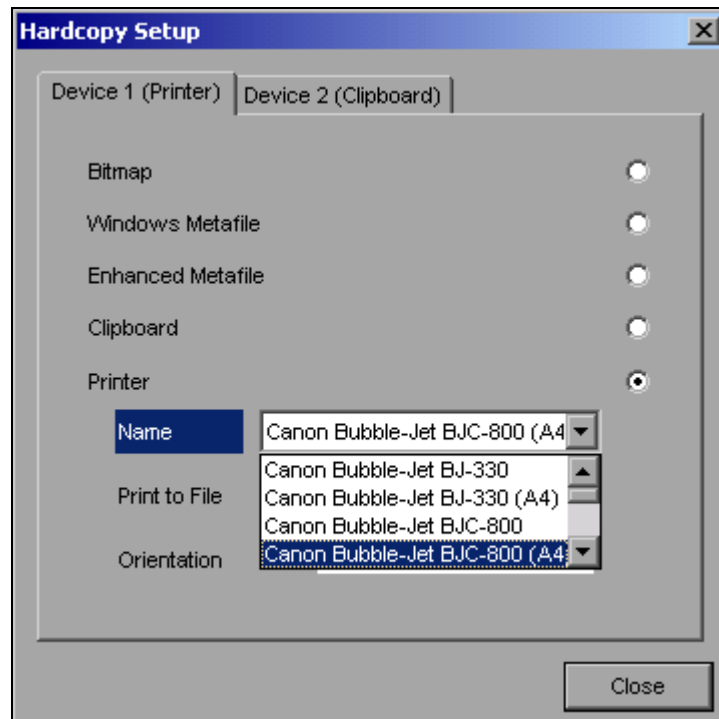 Hardcopy Setup
Device 1 (Printer)
Device 2 (Clipboard)
Bitmap
Windows Metafile
Enhanced Metafile
Clipboard
Printer
Name
Canon Bubble-Jet BJC-800 (A4
Canon Bubble-Jet BJ-330
Canon Bubble-Jet BJ-330 (A4)
Canon Bubble-Jet BJC-800
Canon Bubble-Jet BJC-800 (A4
Print to File
Orientation
Close